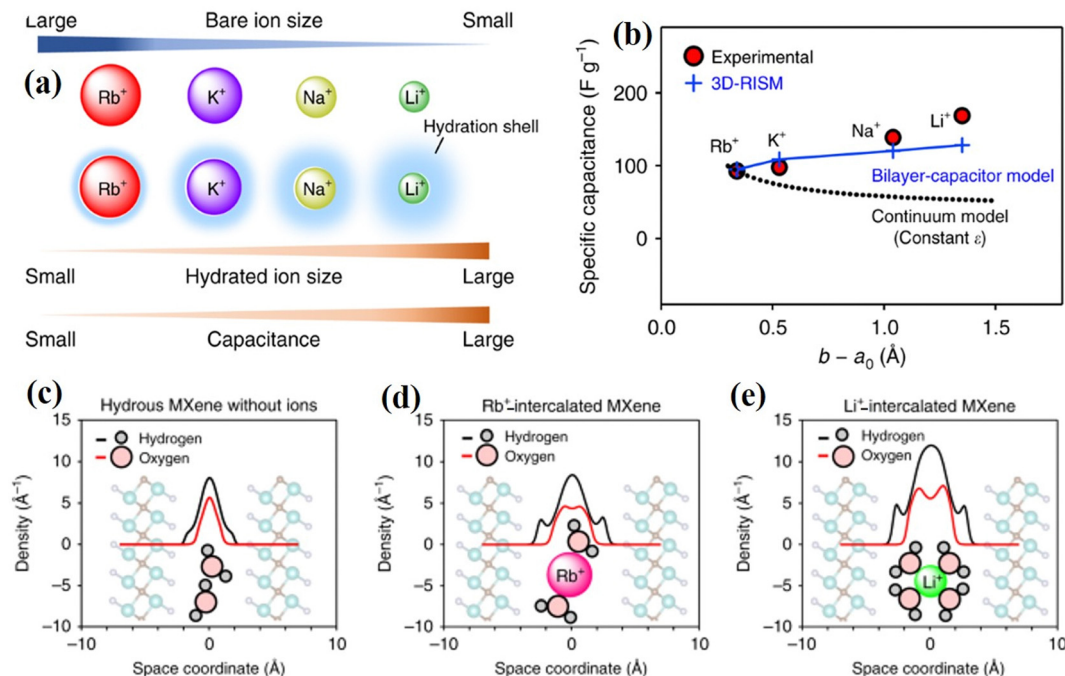 Large Bare ion size Small
(a)
Rb⁺ K⁺ Na⁺ Li⁺
Hydration shell
Rb⁺ K⁺ Na⁺ Li⁺
Small Hydrated ion size Large
Small Capacitance Large
(b)
Experimental
3D-RISM
200
100
0
Specific capacitance (F g⁻¹)
Rb⁺
K⁺
Na⁺
Li⁺
Bilayer-capacitor model
Continuum model
(Constant ε)
0.0 0.5 1.0 1.5
b – a₀ (Å)
(c)
Hydrous MXene without ions
Hydrogen
Oxygen
15
10
5
0
−5
−10
Density (Å⁻¹)
−10 0 10
Space coordinate (Å)
(d)
Rb⁺-intercalated MXene
Hydrogen
Oxygen
15
10
5
0
−5
−10
Density (Å⁻¹)
Rb⁺
−10 0 10
Space coordinate (Å)
(e)
Li⁺-intercalated MXene
Hydrogen
Oxygen
15
10
5
0
−5
−10
Density (Å⁻¹)
Li⁺
−10 0 10
Space coordinate (Å)